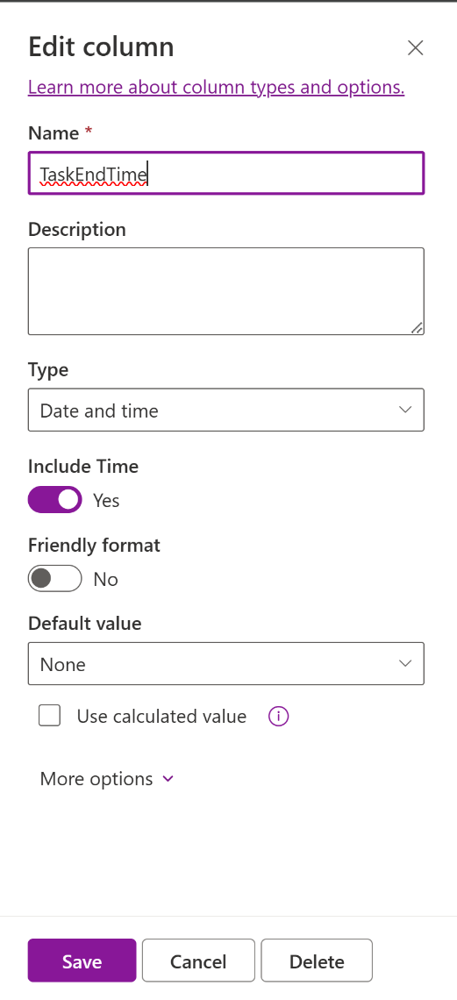 Edit column
Learn more about column types and options.
Name *
TaskEndTime
Description
Type
Date and time
Include Time
Yes
Friendly format
No
Default value
None
Use calculated value
More options
Save Cancel Delete